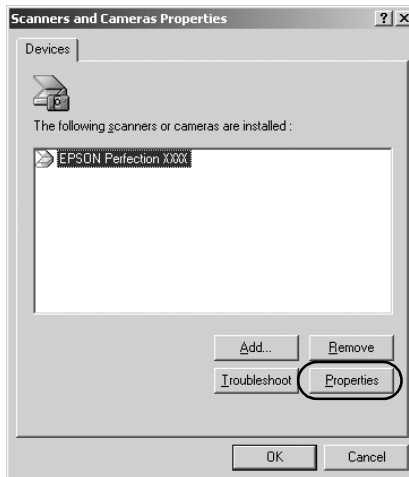 Scanners and Cameras Properties
Devices
The following scanners or cameras are installed :
EPSON Perfection XXXX
Add... Remove
Troubleshoot Properties
OK Cancel